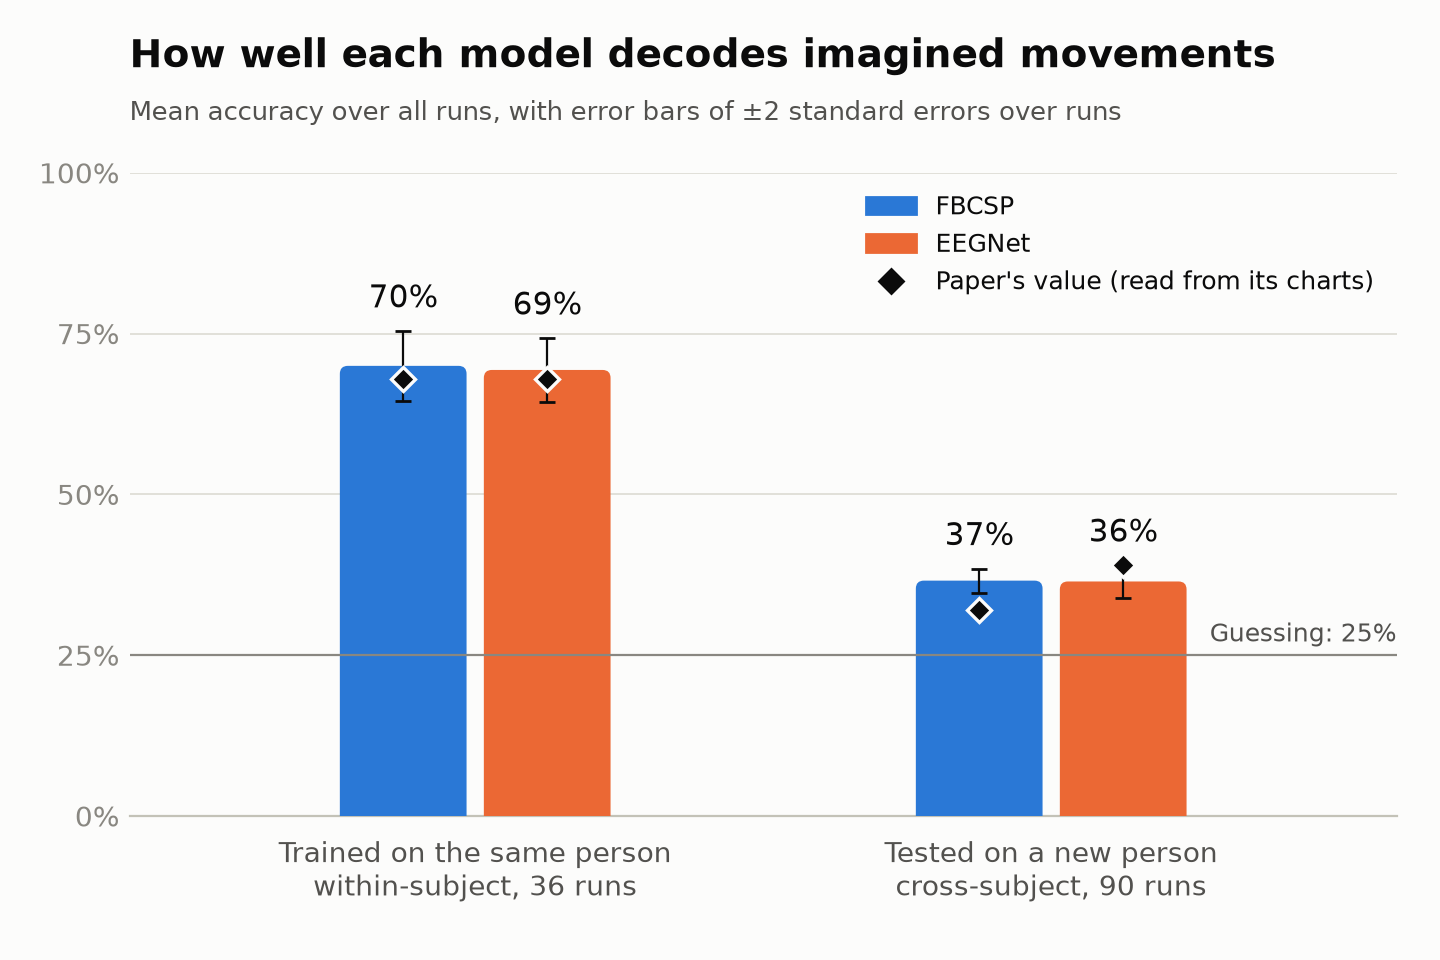 How well each model decodes imagined movements
Mean accuracy over all runs, with error bars of ±2 standard errors over runs
100%
75%
50%
25%
0%
FBCSP
EEGNet
Paper's value (read from its charts)
70%
69%
37%
36%
Guessing: 25%
Trained on the same person
within-subject, 36 runs
Tested on a new person
cross-subject, 90 runs